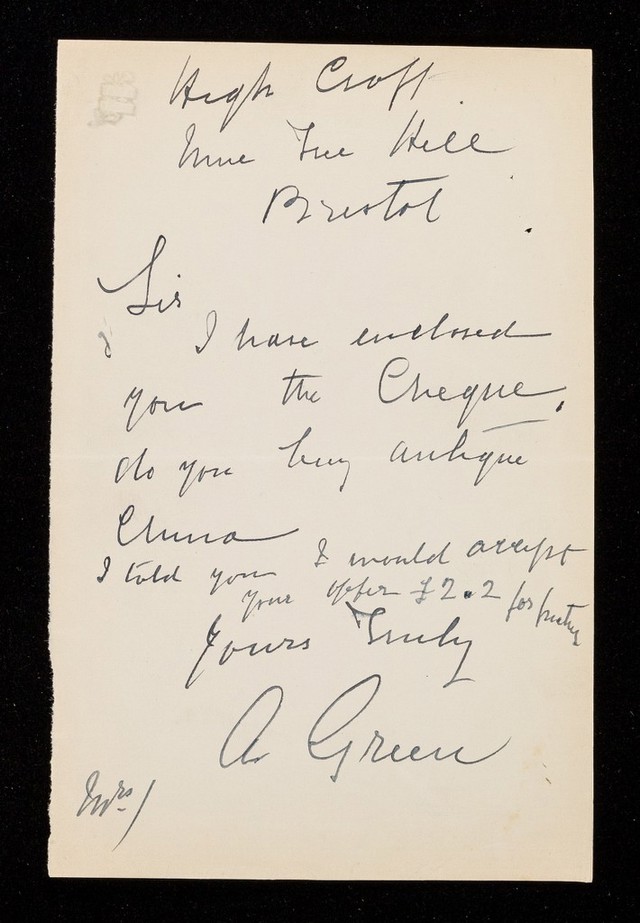 High Croft
Nine Tree Hill
Bristol
Sir
I have enclosed
you the Cheque,
do you buy antique
China
I told you I would accept
your offer £2.2 for
Yours Truly
A Green
Mrs)